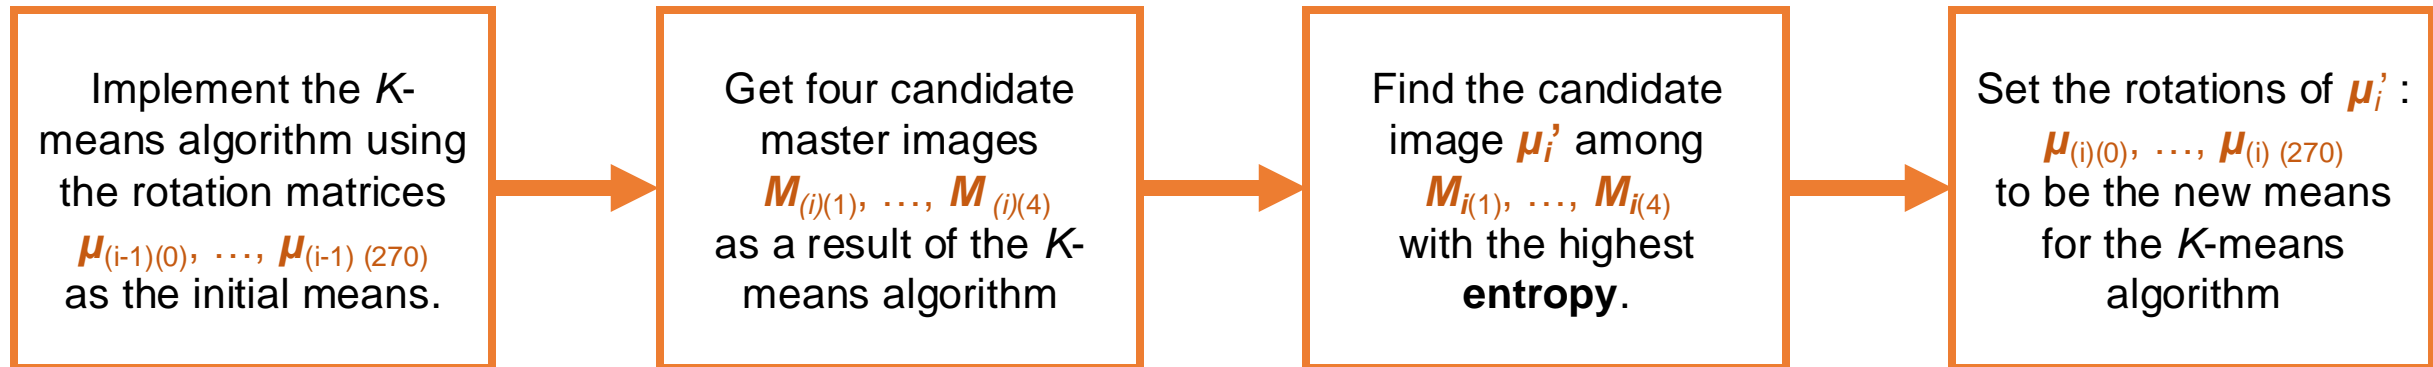 Implement the K-
means algorithm using
the rotation matrices
μ(i-1)(0), …, μ(i-1) (270)
as the initial means.
Get four candidate
master images
M(i)(1), …, M (i)(4)
as a result of the K-
means algorithm
Find the candidate
image μi’ among
Mi(1), …, Mi(4)
with the highest
entropy.
Set the rotations of μi’ :
μ(i)(0), …, μ(i) (270)
to be the new means
for the K-means
algorithm